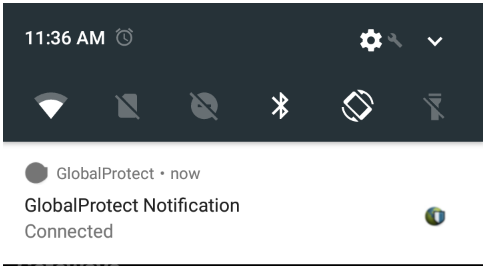 11:36 AM
GlobalProtect • now
GlobalProtect Notification
Connected